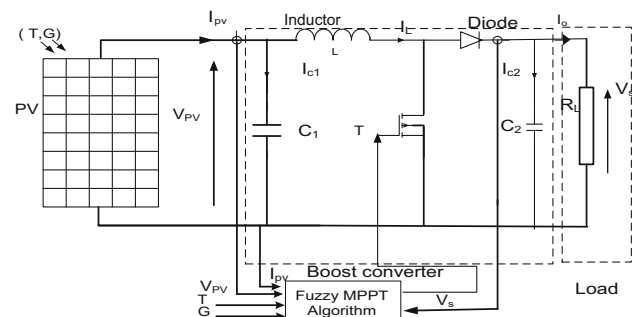 I_pv
Inductor
L
I_L
Diode
I_o
( T,G)
I_c1
I_c2
PV
V_PV
C_1
T
C_2
R_L
V_s
I_pv
Boost converter
V_PV
T
G
Fuzzy MPPT
Algorithm
V_s
Load